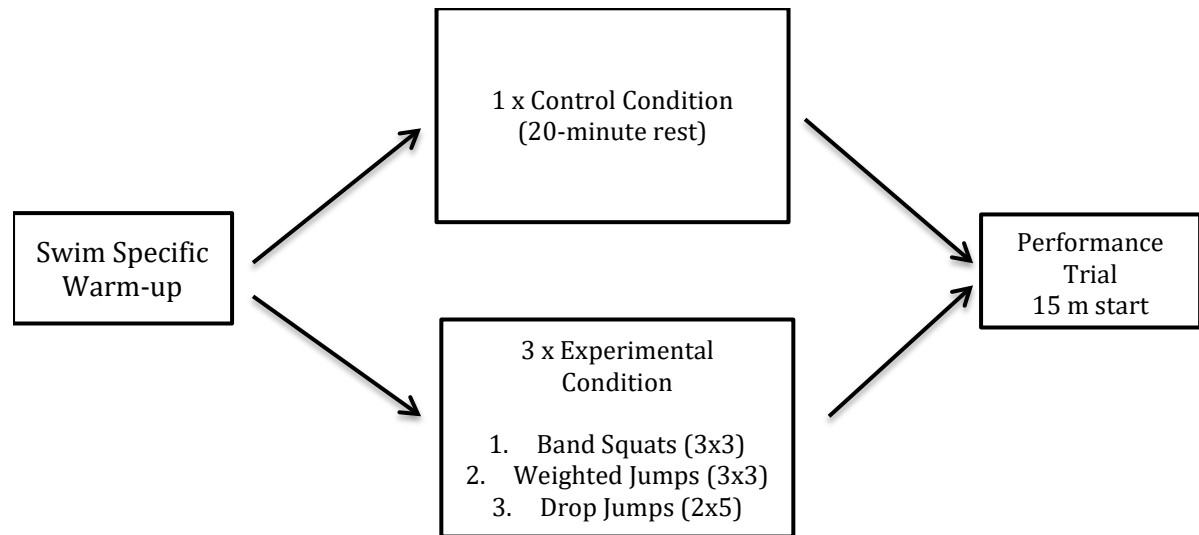 Swim Specific
Warm-up
1 x Control Condition
(20-minute rest)
3 x Experimental
Condition
1. Band Squats (3x3)
2. Weighted Jumps (3x3)
3. Drop Jumps (2x5)
Performance
Trial
15 m start